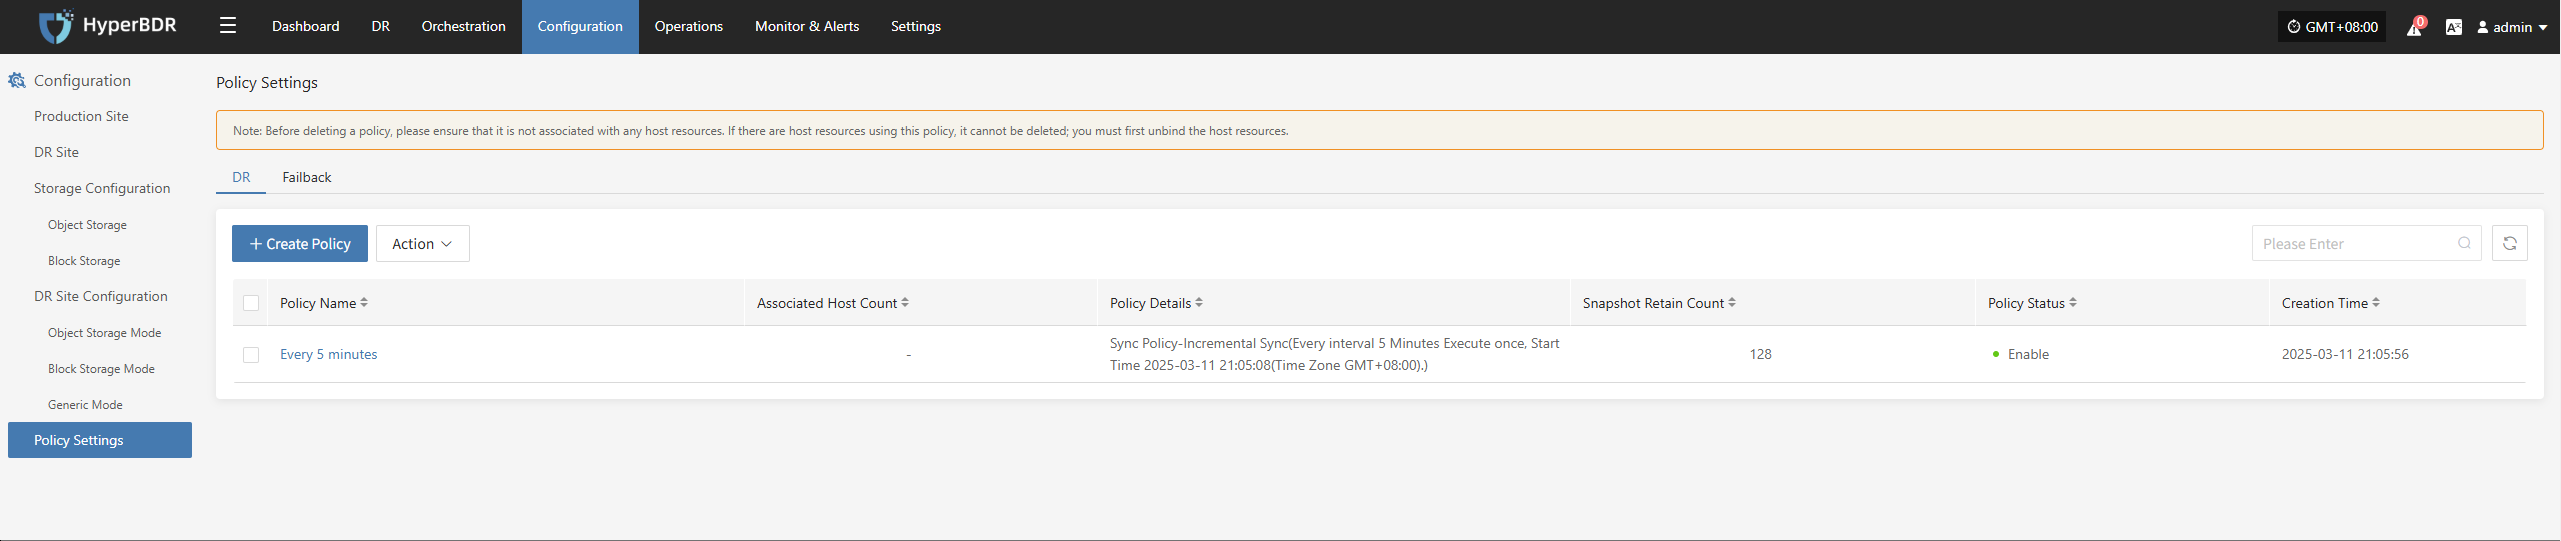 HyperBDR
Dashboard
DR
Orchestration
Configuration
Operations
Monitor & Alerts
Settings
GMT+08:00
0
admin
Configuration
Production Site
DR Site
Storage Configuration
Object Storage
Block Storage
DR Site Configuration
Object Storage Mode
Block Storage Mode
Generic Mode
Policy Settings
Policy Settings
Note: Before deleting a policy, please ensure that it is not associated with any host resources. If there are host resources using this policy, it cannot be deleted; you must first unbind the host resources.
DR
Failback
+ Create Policy
Action
Please Enter
Policy Name
Associated Host Count
Policy Details
Snapshot Retain Count
Policy Status
Creation Time
Every 5 minutes
-
Sync Policy-Incremental Sync(Every interval 5 Minutes Execute once, Start
Time 2025-03-11 21:05:08(Time Zone GMT+08:00).)
128
Enable
2025-03-11 21:05:56